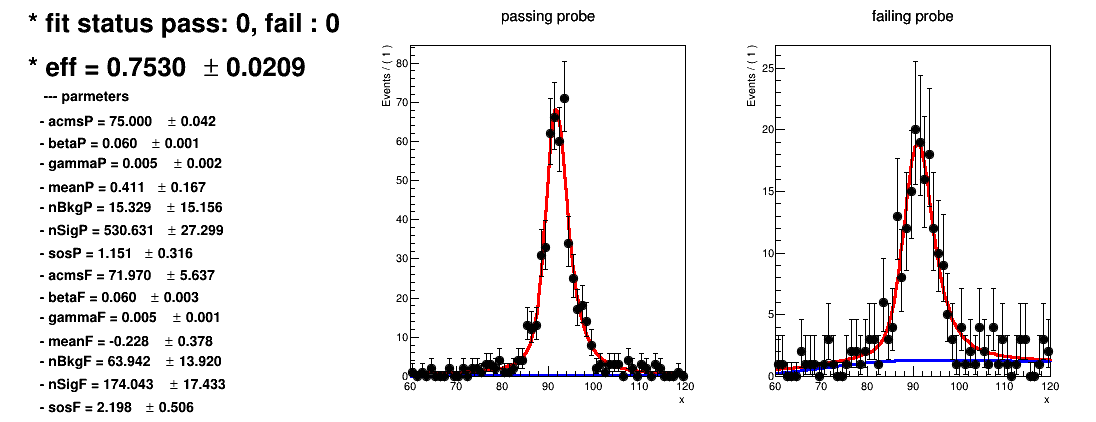 * fit status pass: 0, fail : 0
* eff = 0.7530 ± 0.0209
--- parmeters
- acmsP = 75.000 ± 0.042
- betaP = 0.060 ± 0.001
- gammaP = 0.005 ± 0.002
- meanP = 0.411 ± 0.167
- nBkgP = 15.329 ± 15.156
- nSigP = 530.631 ± 27.299
- sosP = 1.151 ± 0.316
- acmsF = 71.970 ± 5.637
- betaF = 0.060 ± 0.003
- gammaF = 0.005 ± 0.001
- meanF = -0.228 ± 0.378
- nBkgF = 63.942 ± 13.920
- nSigF = 174.043 ± 17.433
- sosF = 2.198 ± 0.506
passing probe
Events / ( 1 )
80
70
60
50
40
30
20
10
0
60 70 80 90 100 110 120
x
failing probe
Events / ( 1 )
25
20
15
10
5
0
60 70 80 90 100 110 120
x